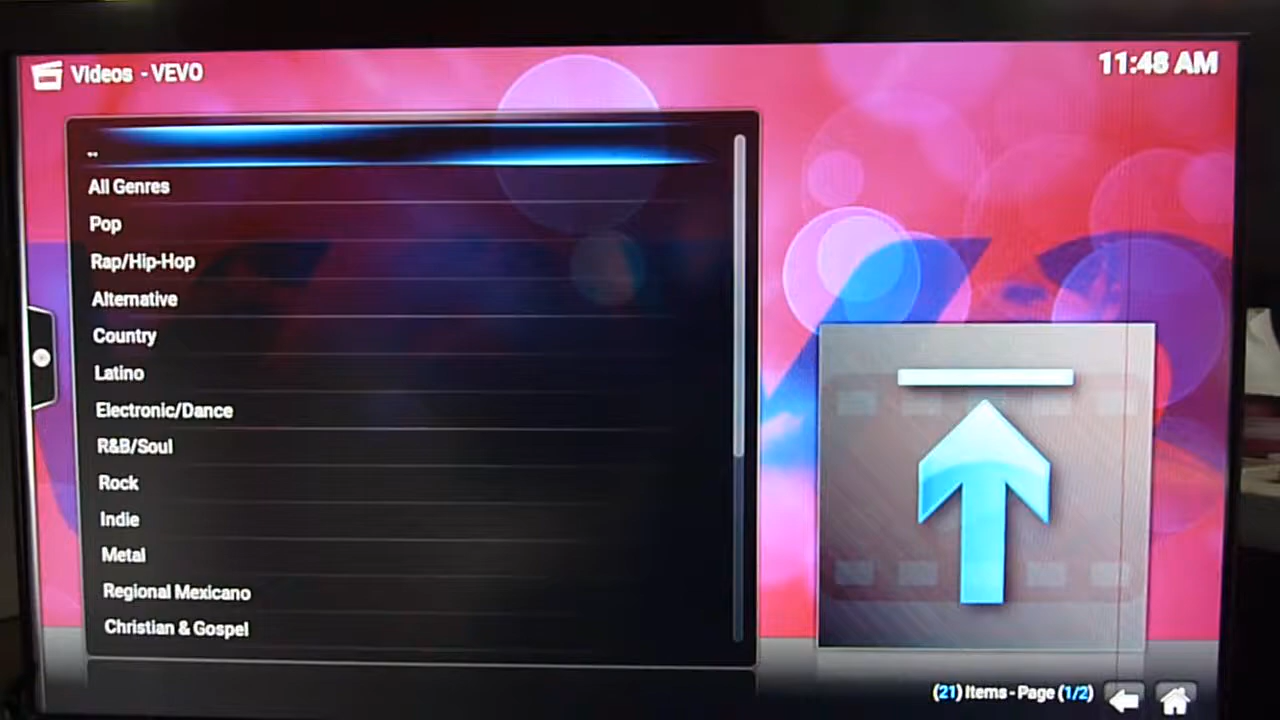 Videos - VEVO
11:48 AM
..
All Genres
Pop
Rap/Hip-Hop
Alternative
Country
Latino
Electronic/Dance
R&B/Soul
Rock
Indie
Metal
Regional Mexicano
Christian & Gospel
(21) Items - Page (1/2)